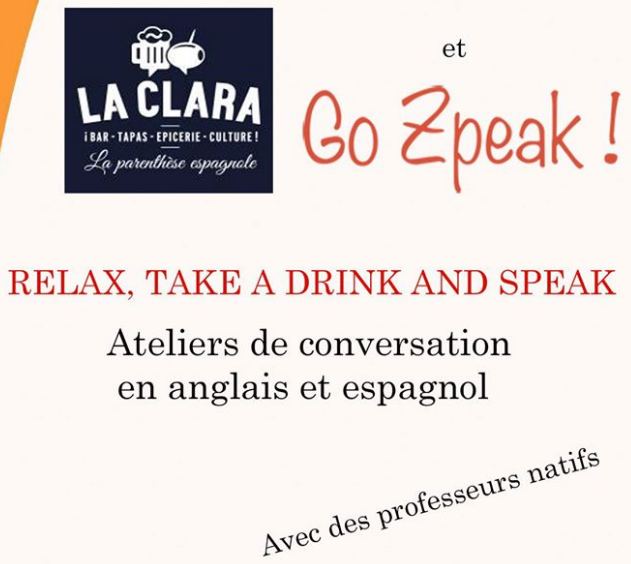 LA CLARA
¡BAR - TAPAS - EPICERIE - CULTURE!
La parenthèse espagnole
et
Go Zpeak !
RELAX, TAKE A DRINK AND SPEAK
Ateliers de conversation
en anglais et espagnol
Avec des professeurs natifs